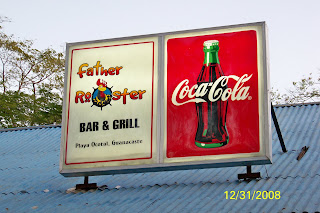 Father
Rooster
BAR & GRILL
Playa Ocotal, Guanacaste
Coca-Cola
12/31/2008